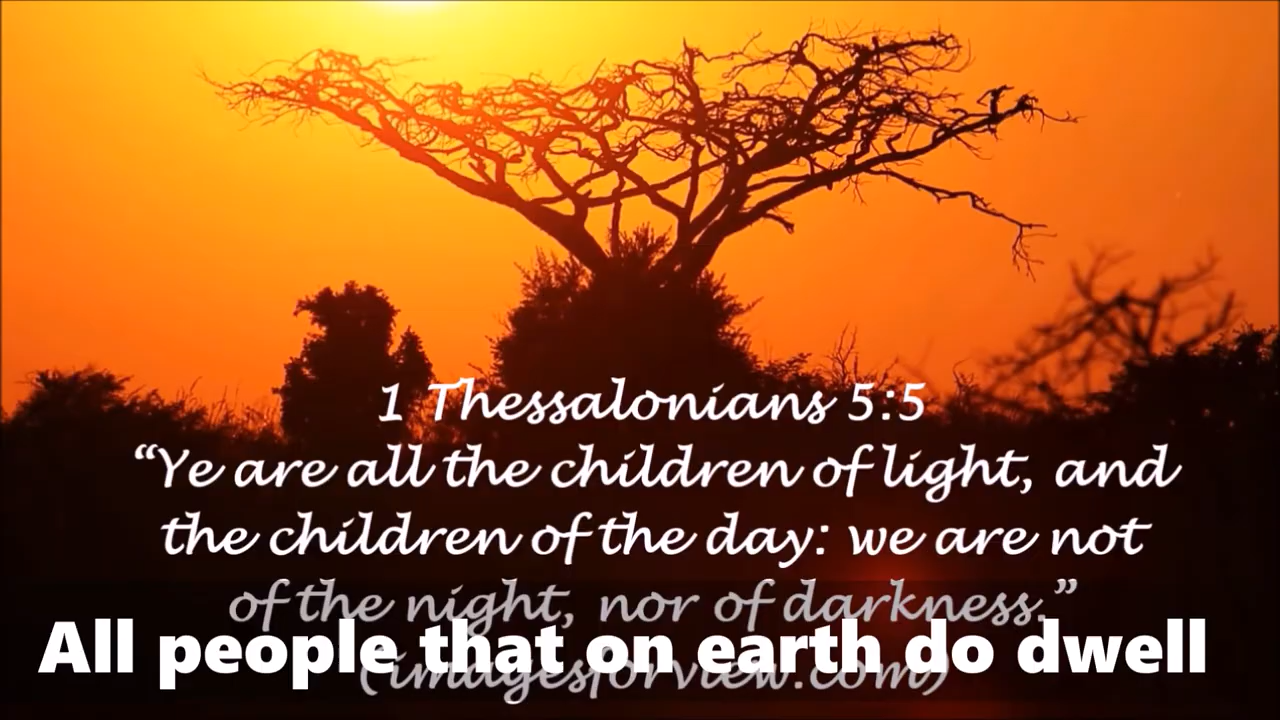 1 Thessalonians 5:5
“Ye are all the children of light, and
the children of the day: we are not
of the night, nor of darkness.”
All people that on earth do dwell
(imagesforview.com)